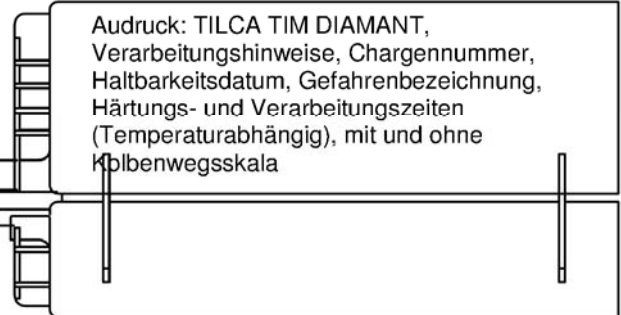 Audruck: TILCA TIM DIAMANT,
Verarbeitungshinweise, Chargennummer,
Haltbarkeitsdatum, Gefahrenbezeichnung,
Härtungs- und Verarbeitungszeiten
(Temperaturabhängig), mit und ohne
Kolbenwegsskala